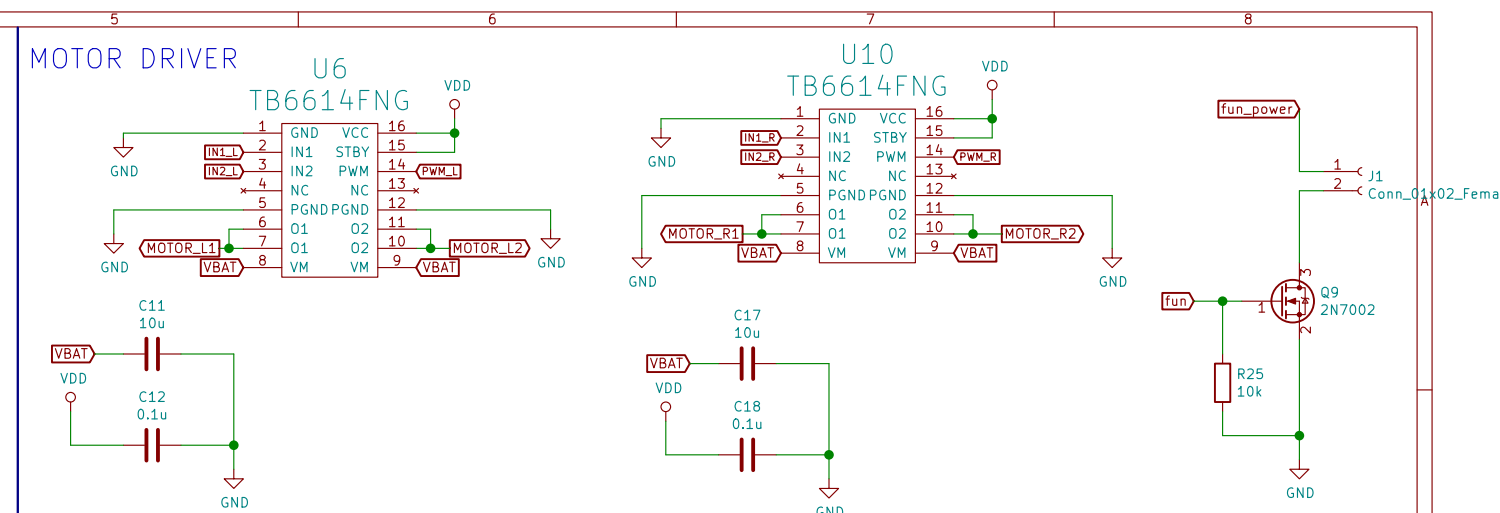 5
6
7
8
MOTOR DRIVER
U6
TB6614FNG
VDD
1
GND
VCC
16
2
IN1
STBY
15
3
IN2
PWM
14
4
NC
NC
13
5
PGND
PGND
12
6
O1
O2
11
7
O1
O2
10
8
VM
VM
9
IN1_L
IN2_L
PWM_L
MOTOR_L1
MOTOR_L2
VBAT
VBAT
GND
GND
GND
C11
10u
VBAT
VDD
C12
0.1u
GND
U10
TB6614FNG
VDD
1
GND
VCC
16
2
IN1
STBY
15
3
IN2
PWM
14
4
NC
NC
13
5
PGND
PGND
12
6
O1
O2
11
7
O1
O2
10
8
VM
VM
9
IN1_R
IN2_R
PWM_R
MOTOR_R1
MOTOR_R2
VBAT
VBAT
GND
GND
GND
C17
10u
VBAT
VDD
C18
0.1u
GND
fun_power
1
2
J1
Conn_01x02_Fema
A
3
Q9
2N7002
fun
1
2
R25
10k
GND